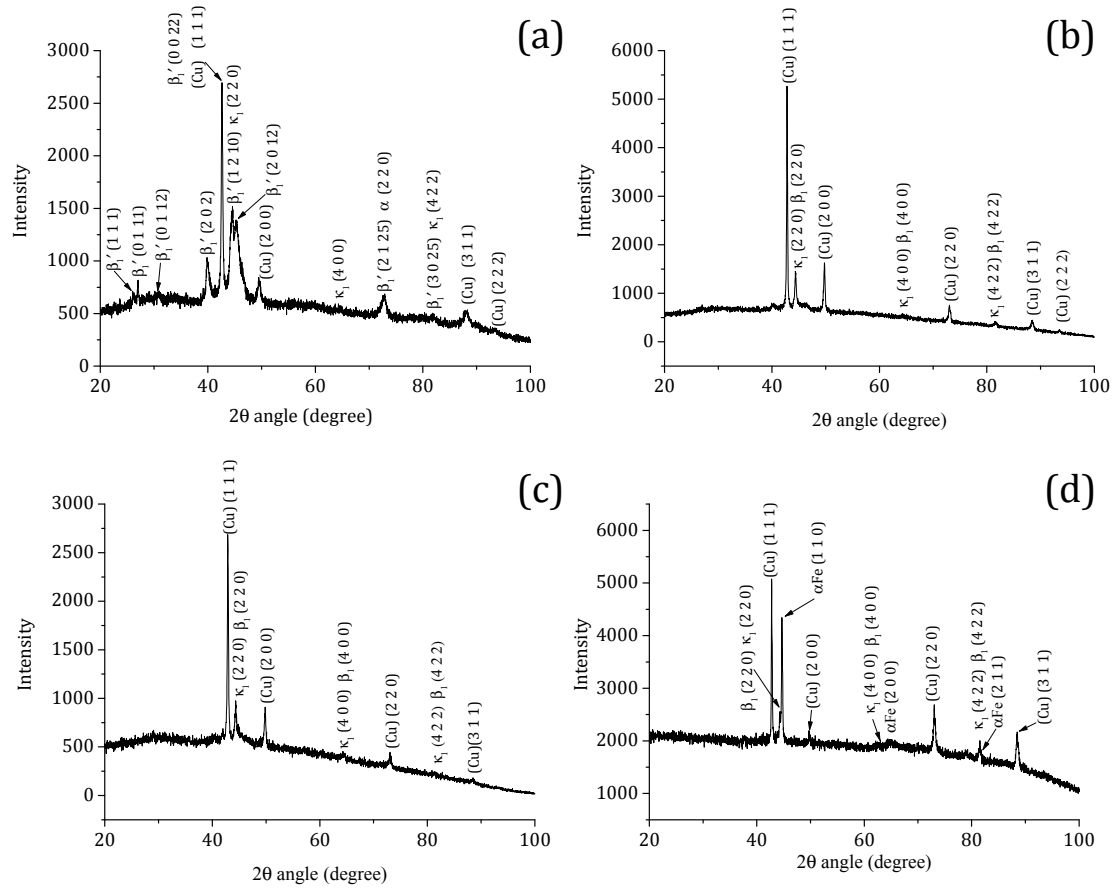 (a)
β₁′ (0 0 22)
(Cu) (1 1 1)
β₁′ (1 1 1)
β₁′ (0 1 11)
β₁′ (0 1 12)
β₁′ (2 0 2)
β₁′ (1 2 10) κ₁ (2 2 0)
β₁′ (2 0 12)
(Cu) (2 0 0)
κ₁ (4 0 0)
β₁′ (2 1 25) α (2 2 0)
β₁′ (3 0 25) κ₁ (4 2 2)
(Cu) (3 1 1)
(Cu) (2 2 2)
Intensity
3000
2500
2000
1500
1000
500
0
20 40 60 80 100
2θ angle (degree)
(b)
(Cu) (1 1 1)
κ₁ (2 2 0) β₁ (2 2 0)
(Cu) (2 0 0)
κ₁ (4 0 0) β₁ (4 0 0)
(Cu) (2 2 0)
κ₁ (4 2 2) β₁ (4 2 2)
(Cu) (3 1 1)
(Cu) (2 2 2)
Intensity
6000
5000
4000
3000
2000
1000
0
20 40 60 80 100
2θ angle (degree)
(c)
(Cu) (1 1 1)
κ₁ (2 2 0) β₁ (2 2 0)
(Cu) (2 0 0)
κ₁ (4 0 0) β₁ (4 0 0)
(Cu) (2 2 0)
κ₁ (4 2 2) β₁ (4 2 2)
(Cu)(3 1 1)
Intensity
3000
2500
2000
1500
1000
500
0
20 40 60 80 100
2θ angle (degree)
(d)
β₁ (2 2 0) κ₁ (2 2 0)
(Cu) (1 1 1)
αFe (1 1 0)
(Cu) (2 0 0)
κ₁ (4 0 0) β₁ (4 0 0)
αFe (2 0 0)
(Cu) (2 2 0)
κ₁ (4 2 2) β₁ (4 2 2)
αFe (2 1 1)
(Cu) (3 1 1)
Intensity
6000
5000
4000
3000
2000
1000
20 40 60 80 100
2θ angle (degree)